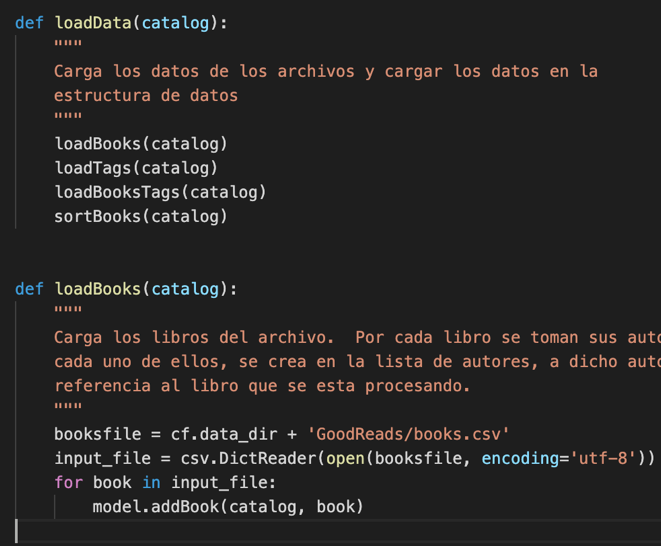 def loadData(catalog):
"""
Carga los datos de los archivos y cargar los datos en la
estructura de datos
"""
loadBooks(catalog)
loadTags(catalog)
loadBooksTags(catalog)
sortBooks(catalog)
def loadBooks(catalog):
"""
Carga los libros del archivo.  Por cada libro se toman sus auto
cada uno de ellos, se crea en la lista de autores, a dicho auto
referencia al libro que se esta procesando.
"""
booksfile = cf.data_dir + 'GoodReads/books.csv'
input_file = csv.DictReader(open(booksfile, encoding='utf-8'))
for book in input_file:
model.addBook(catalog, book)